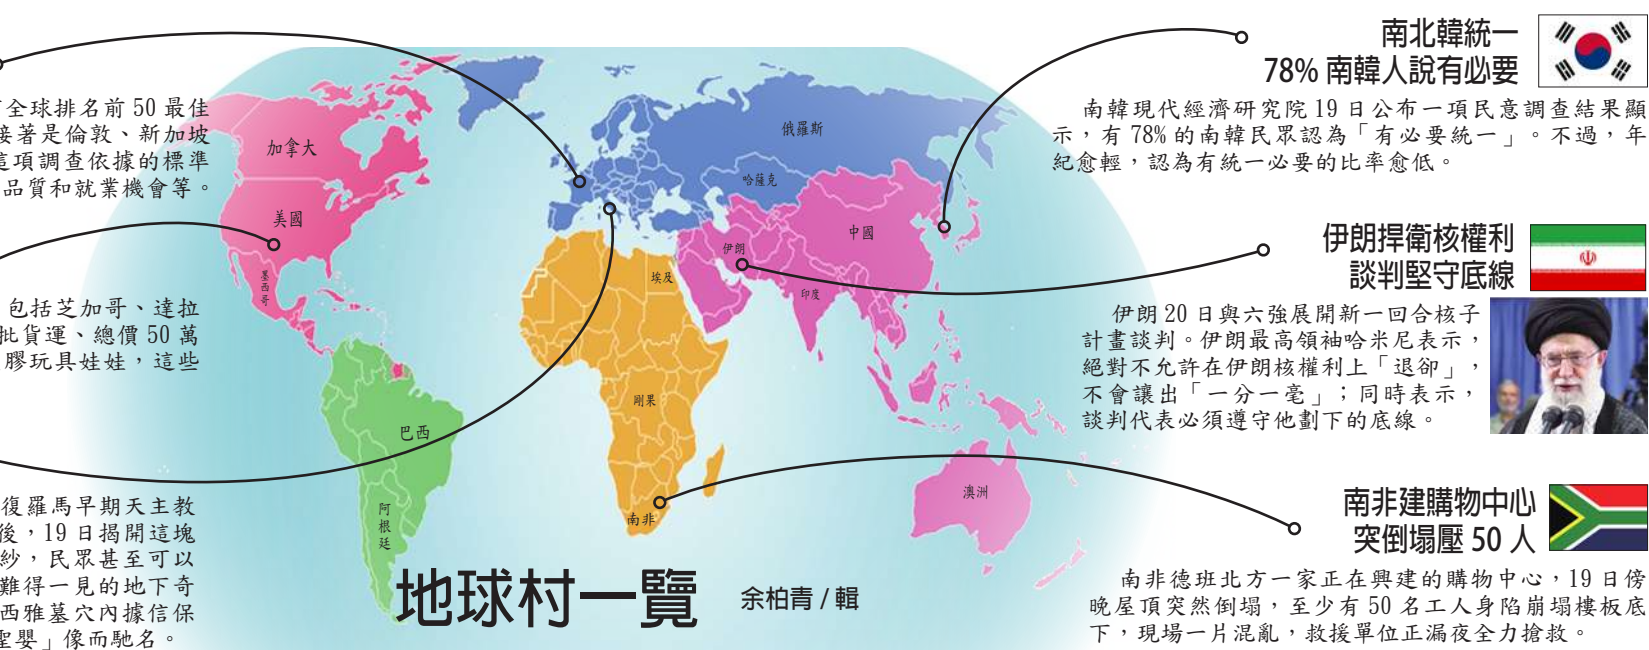 有全球排名前 50 最佳
接著是倫敦、新加坡
這項調查依據的標準
品質和就業機會等。
包括芝加哥、達拉
批貨運、總價 50 萬
膠玩具娃娃，這些
復羅馬早期天主教
後，19 日揭開這塊
紗，民眾甚至可以
難得一見的地下奇
西雅墓穴內據信保
聖嬰」像而馳名。
加拿大
美國
墨西哥
巴西
阿根廷
俄羅斯
哈薩克
中國
伊朗
印度
埃及
剛果
南非
澳洲
地球村一覽
余柏青 / 輯
南北韓統一
78% 南韓人說有必要
南韓現代經濟研究院 19 日公布一項民意調查結果顯
示，有 78% 的南韓民眾認為「有必要統一」。不過，年
紀愈輕，認為有統一必要的比率愈低。
伊朗捍衛核權利
談判堅守底線
伊朗 20 日與六強展開新一回合核子
計畫談判。伊朗最高領袖哈米尼表示，
絕對不允許在伊朗核權利上「退卻」，
不會讓出「一分一毫」；同時表示，
談判代表必須遵守他劃下的底線。
南非建購物中心
突倒塌壓 50 人
南非德班北方一家正在興建的購物中心，19 日傍
晚屋頂突然倒塌，至少有 50 名工人身陷崩塌樓板底
下，現場一片混亂，救援單位正漏夜全力搶救。